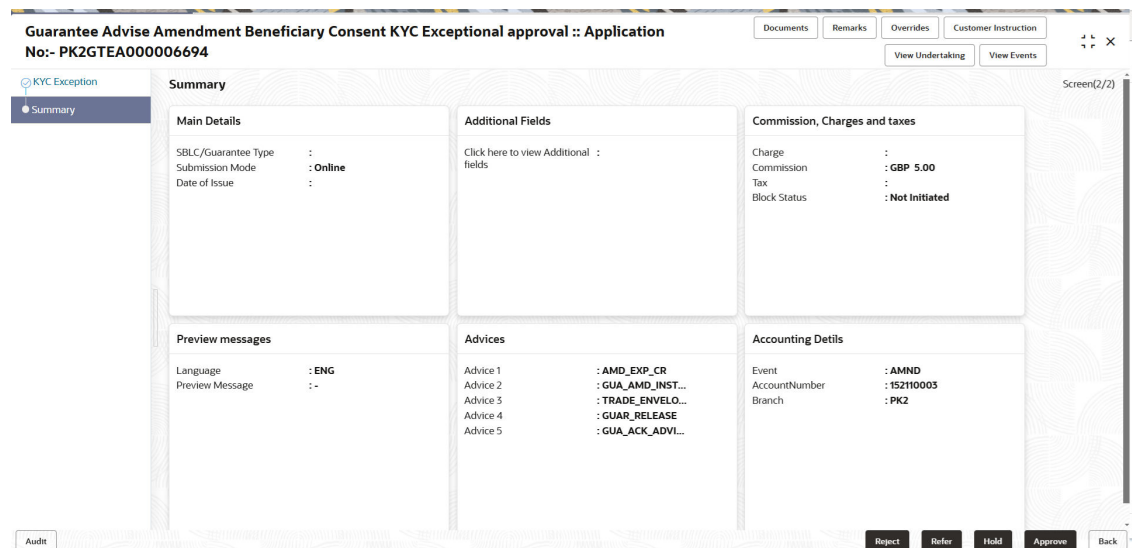 Guarantee Advise Amendment Beneficiary Consent KYC Exceptional approval :: Application
No:- PK2GTEA000006694
Documents
Remarks
Overrides
Customer Instruction
View Undertaking
View Events
KYC Exception
Summary
Summary
Screen(2/2)
Main Details
SBLC/Guarantee Type :
Submission Mode : Online
Date of Issue :
Additional Fields
Click here to view Additional :
fields
Commission, Charges and taxes
Charge :
Commission : GBP 5.00
Tax :
Block Status : Not Initiated
Preview messages
Language : ENG
Preview Message : -
Advices
Advice 1 : AMD_EXP_CR
Advice 2 : GUA_AMD_INST...
Advice 3 : TRADE_ENVELO...
Advice 4 : GUAR_RELEASE
Advice 5 : GUA_ACK_ADVI...
Accounting Detils
Event : AMND
AccountNumber : 152110003
Branch : PK2
Audit
Reject
Refer
Hold
Approve
Back